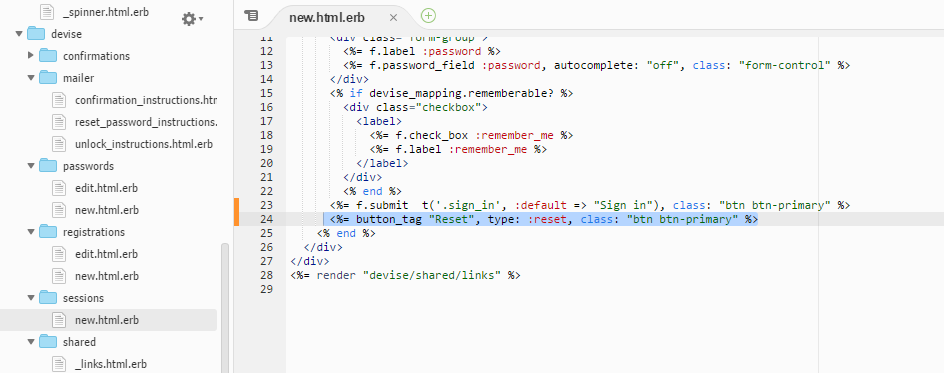 _spinner.html.erb
devise
confirmations
mailer
confirmation_instructions.htr
reset_password_instructions.
unlock_instructions.html.erb
passwords
edit.html.erb
new.html.erb
registrations
edit.html.erb
new.html.erb
sessions
new.html.erb
shared
_links.html.erb
new.html.erb ×
11 <div class="form-group">
12 <%= f.label :password %>
13 <%= f.password_field :password, autocomplete: "off", class: "form-control" %>
14 </div>
15 <% if devise_mapping.rememberable? %>
16 <div class="checkbox">
17 <label>
18 <%= f.check_box :remember_me %>
19 <%= f.label :remember_me %>
20 </label>
21 </div>
22 <% end %>
23 <%= f.submit t('.sign_in', :default => "Sign in"), class: "btn btn-primary" %>
24 <%= button_tag "Reset", type: :reset, class: "btn btn-primary" %>
25 <% end %>
26 </div>
27 </div>
28 <%= render "devise/shared/links" %>
29